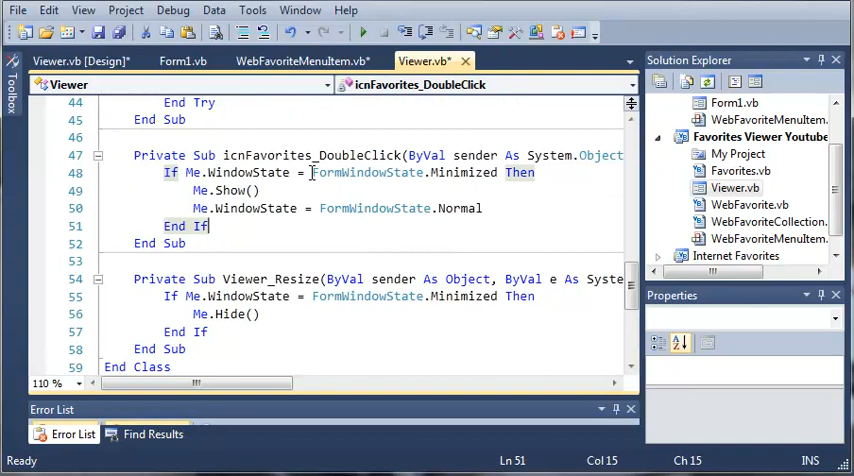 File Edit View Project Debug Data Tools Window Help
Viewer.vb [Design]* Form1.vb WebFavoriteMenuItem.vb* Viewer.vb*
Viewer icnFavorites_DoubleClick
44 End Try
45 End Sub
46
47 Private Sub icnFavorites_DoubleClick(ByVal sender As System.Object
48 If Me.WindowState = FormWindowState.Minimized Then
49 Me.Show()
50 Me.WindowState = FormWindowState.Normal
51 End If
52 End Sub
53
54 Private Sub Viewer_Resize(ByVal sender As Object, ByVal e As Syste
55 If Me.WindowState = FormWindowState.Minimized Then
56 Me.Hide()
57 End If
58 End Sub
59 End Class
110 %
Toolbox
Solution Explorer
Form1.vb
WebFavoriteMenuItem.
Favorites Viewer Youtube
My Project
Favorites.vb
Viewer.vb
WebFavorite.vb
WebFavoriteCollection.
WebFavoriteMenuItem.
Internet Favorites
Properties
Error List
Error List Find Results
Ready Ln 51 Col 15 Ch 15 INS